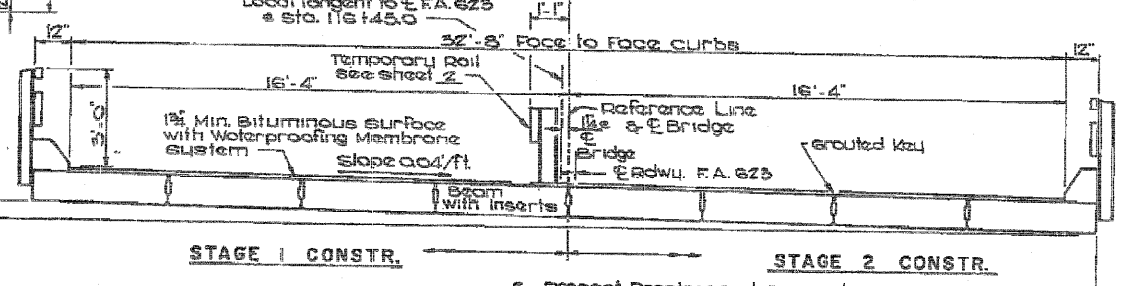 Local Tangent to ℄ F.A. 623
@ Sta. 116+45.0
1'-1"
12"
32'-8" Face to Face curbs
12"
Temporary Rail
See sheet 2
16'-4"
16'-4"
3'-0"
1¾" Min. Bituminous Surface
with Waterproofing Membrane
System
Slope 0.04'/ft.
Reference Line
& ℄ Bridge
℄
Bridge
℄ Rdwy. F.A. 623
Grouted Key
Beam
with Inserts
STAGE 1 CONSTR.
STAGE 2 CONSTR.